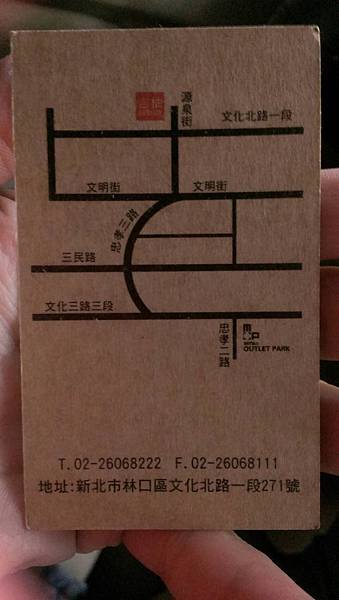 源泉街
文化北路一段
文明街
文明街
忠孝三路
三民路
文化三路三段
忠孝二路
OUTLET PARK
T.02-26068222 F.02-26068111
地址:新北市林口區文化北路一段271號